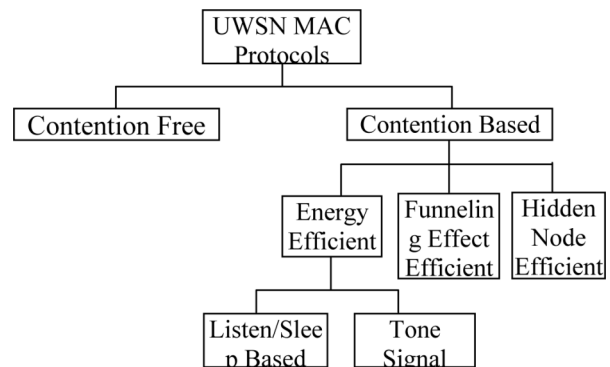 UWSN MAC
Protocols
Contention Free
Contention Based
Energy
Efficient
Funnelin
g Effect
Efficient
Hidden
Node
Efficient
Listen/Slee
p Based
Tone
Signal